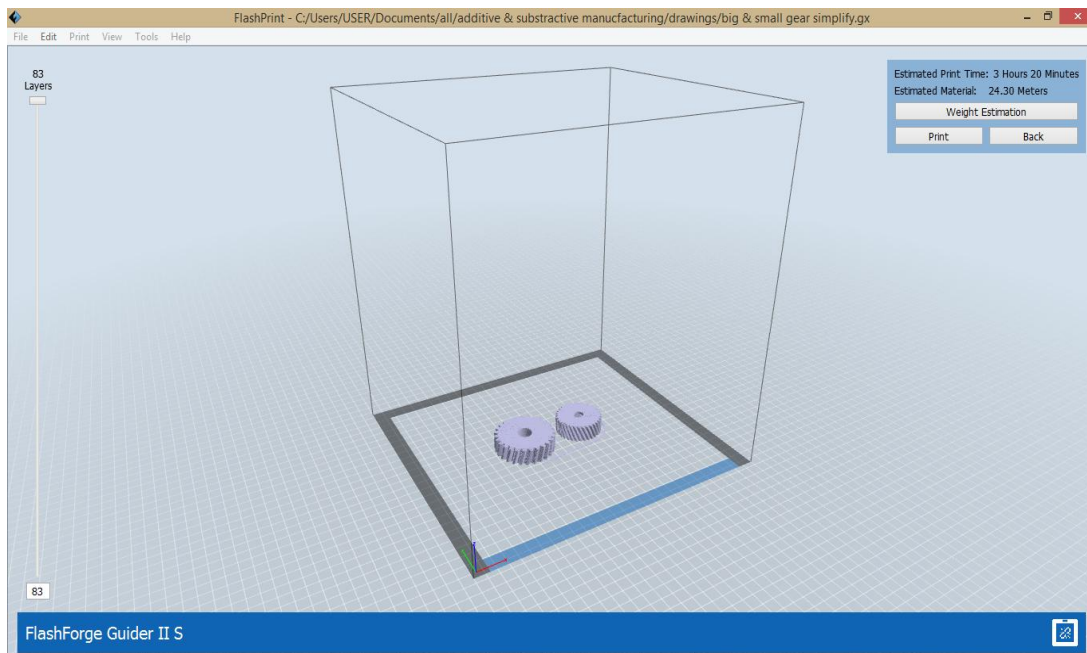 FlashPrint - C:/Users/USER/Documents/all/additive & substractive manucfacturing/drawings/big & small gear simplify.gx
File Edit Print View Tools Help
83
Layers
Estimated Print Time: 3 Hours 20 Minutes
Estimated Material: 24.30 Meters
Weight Estimation
Print Back
83
FlashForge Guider II S